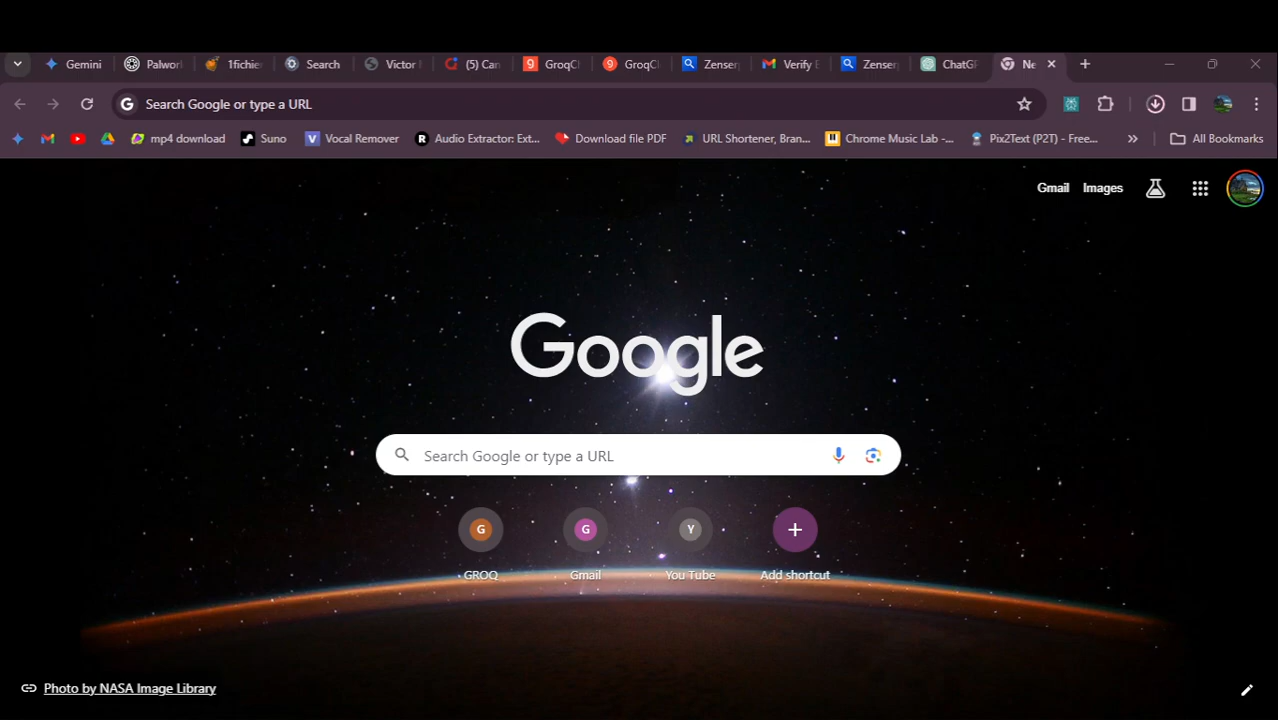 Gemini Palwor 1fichie Search Victor (5) Can GroqCl GroqCl Zenser Verify E Zenser ChatGP Ne
Search Google or type a URL
mp4 download Suno Vocal Remover Audio Extractor: Ext... Download file PDF URL Shortener, Bran... Chrome Music Lab -... Pix2Text (P2T) - Free... » All Bookmarks
Gmail Images
Google
Search Google or type a URL
G G Y
GROQ Gmail You Tube Add shortcut
Photo by NASA Image Library